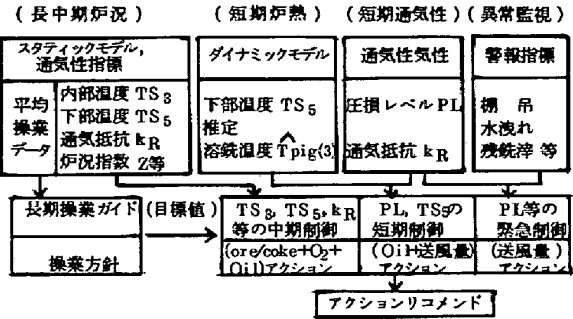 (長中期炉況)
(短期炉熱)
(短期通気性)
(異常監視)
スタティックモデル,
通気性指標
平均
操業
データ
内部温度 TS3
下部温度 TS5
通気抵抗 kR
炉況指数 Z等
ダイナミックモデル
下部温度 TS5
推定
溶銑温度 T̂pig(3)
通気性気性
圧損レベル PL
通気抵抗 kR
警報指標
棚 吊
水洩れ
残銑滓 等
長期操業ガイド
操業方針
(目標値)
TS3, TS5, kR
等の中期制御
(ore/coke+O2+
Oil)アクション
PL, TS5の
短期制御
(Oil+送風量)
アクション
PL等の
緊急制御
(送風量)
アクション
アクションリコメンド